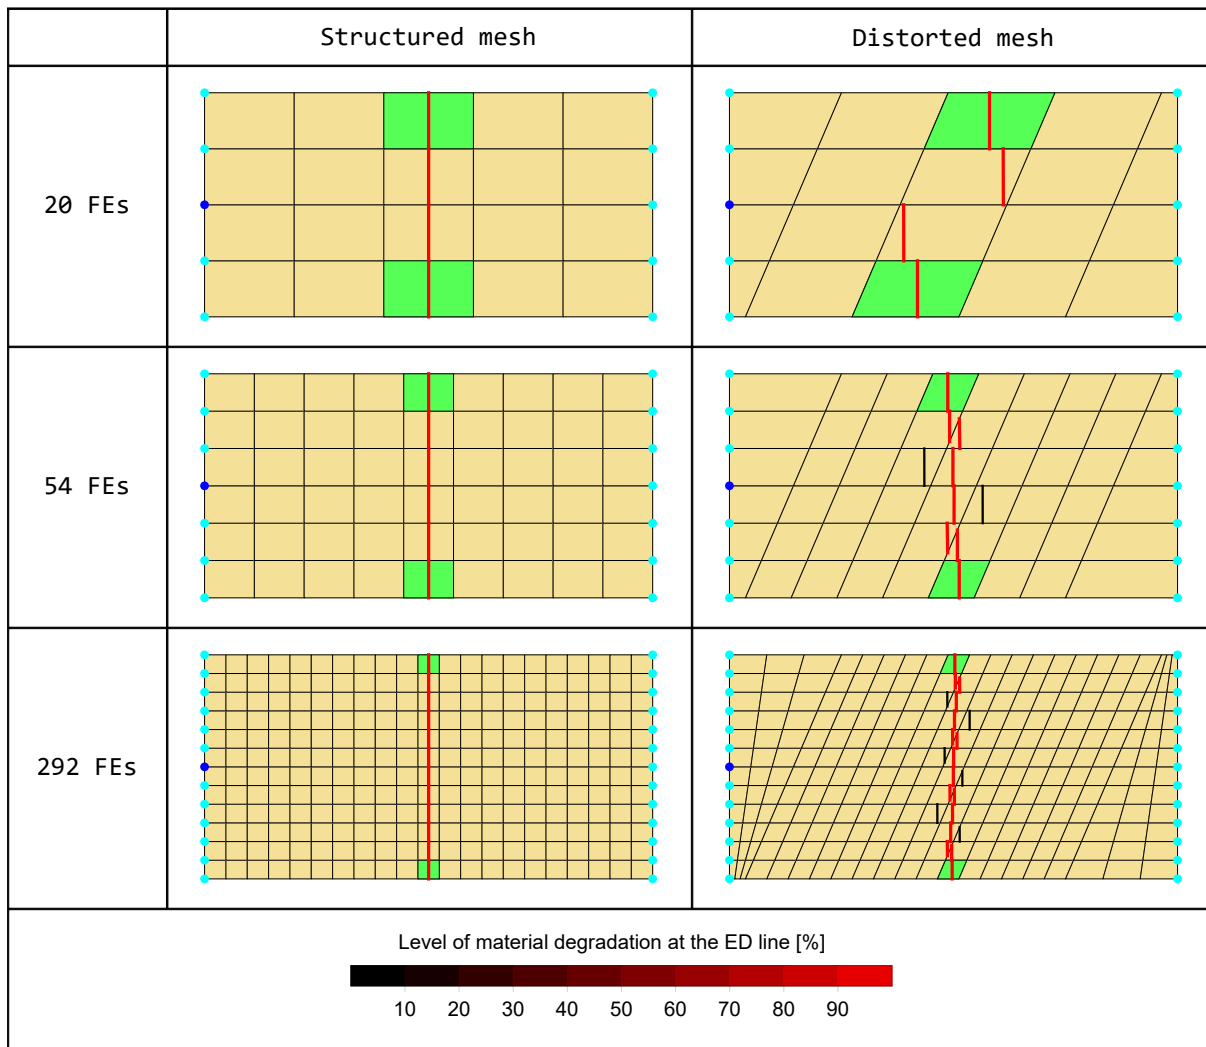 Structured mesh
Distorted mesh
20 FEs
54 FEs
292 FEs
Level of material degradation at the ED line [%]
10 20 30 40 50 60 70 80 90